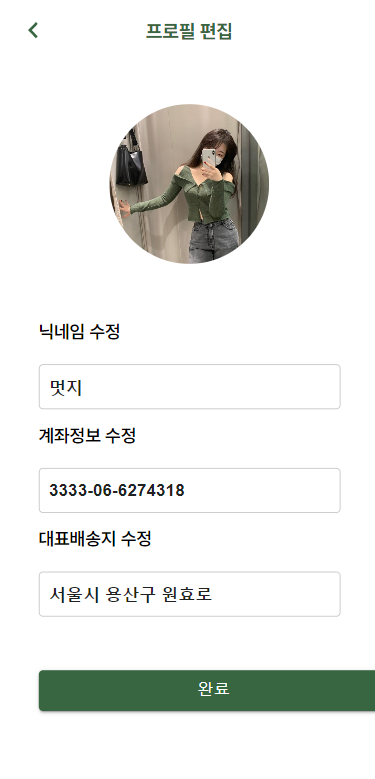 프로필 편집
닉네임 수정
멋지
계좌정보 수정
3333-06-6274318
대표배송지 수정
서울시 용산구 원효로
완료